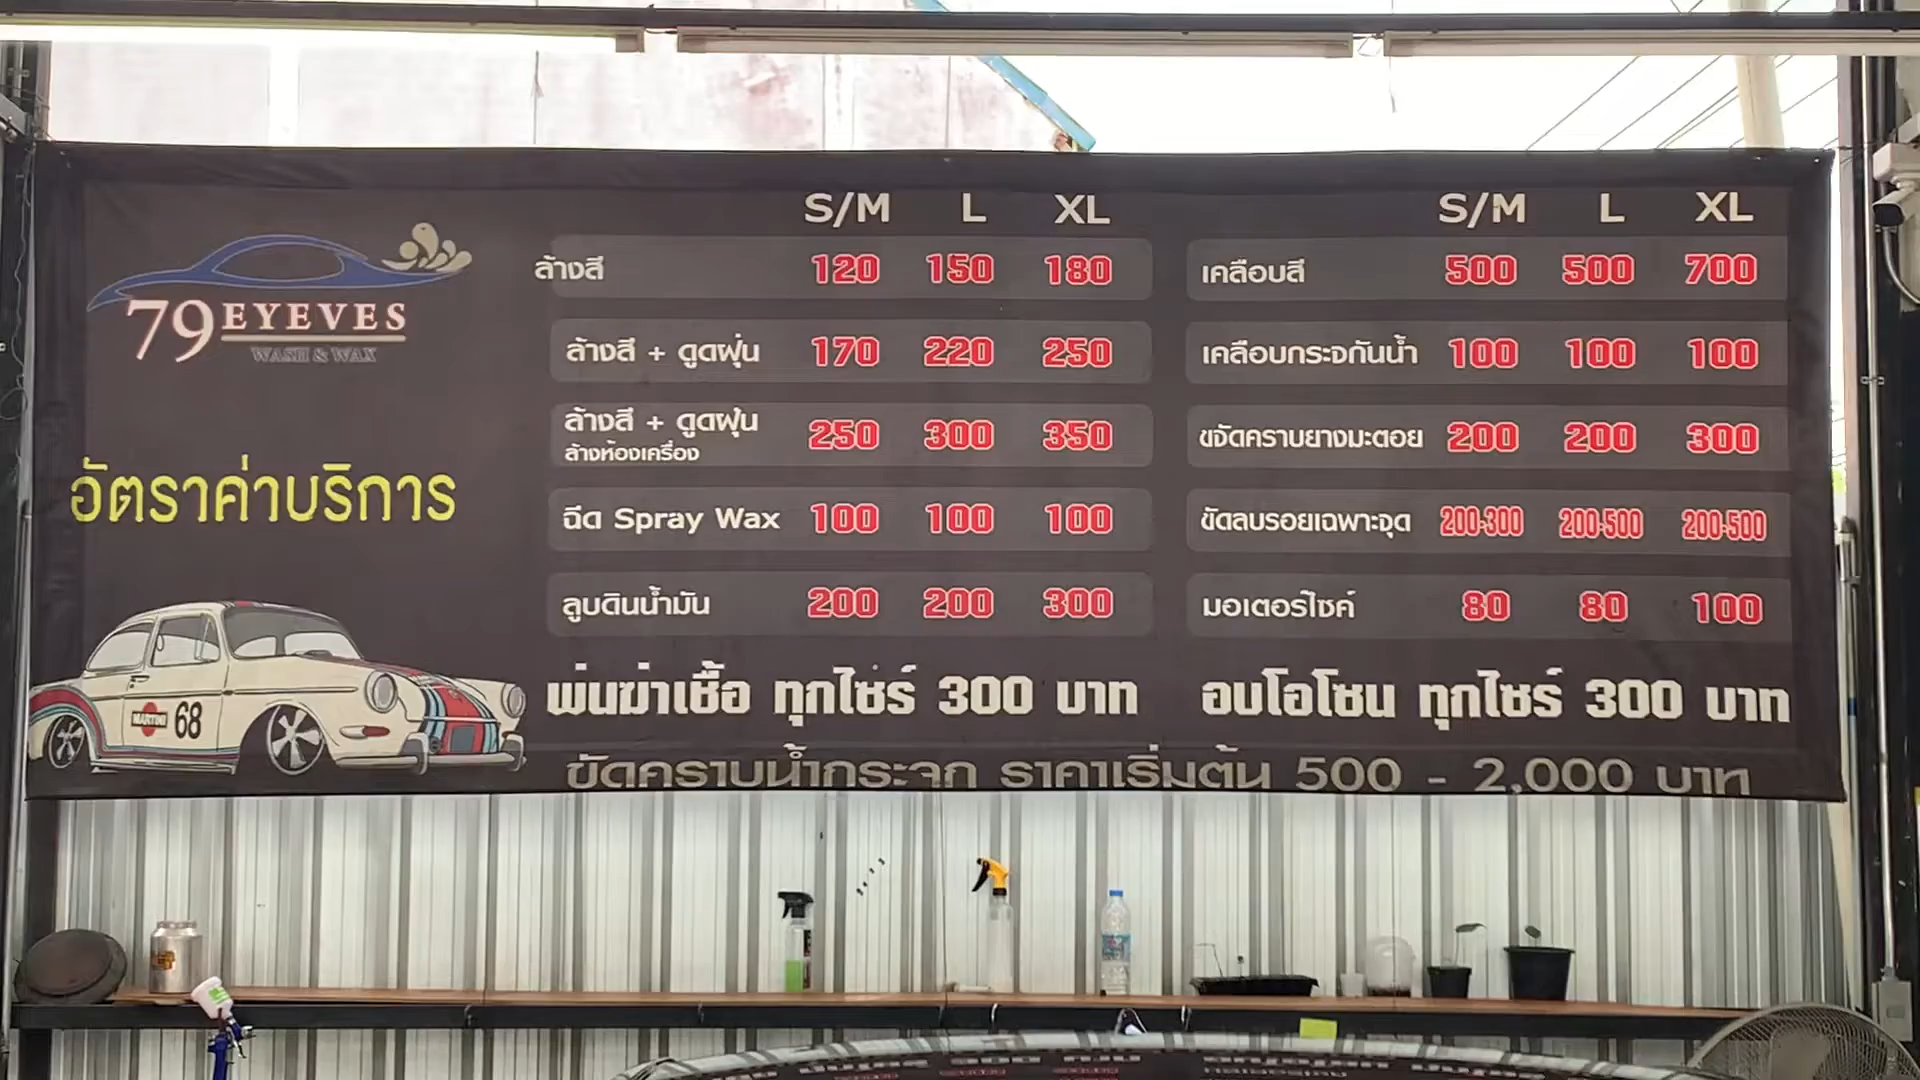 79 EYEVES
WASH & WAX
อัตราค่าบริการ
MARTINI 68
S/M L XL
ล้างสี 120 150 180
ล้างสี + ดูดฝุ่น 170 220 250
ล้างสี + ดูดฝุ่น 250 300 350
ล้างห้องเครื่อง
ฉีด Spray Wax 100 100 100
ลูบดินน้ำมัน 200 200 300
S/M L XL
เคลือบสี 500 500 700
เคลือบกระจกันน้ำ 100 100 100
ขจัดคราบยางมะตอย 200 200 300
ขัดลบรอยเฉพาะจุด 200-300 200-500 200-500
มอเตอร์ไซค์ 80 80 100
พ่นฆ่าเชื้อ ทุกไซร์ 300 บาท
อบโอโซน ทุกไซร์ 300 บาท
ขัดคราบน้ำกระจก ราคาเริ่มต้น 500 - 2,000 บาท